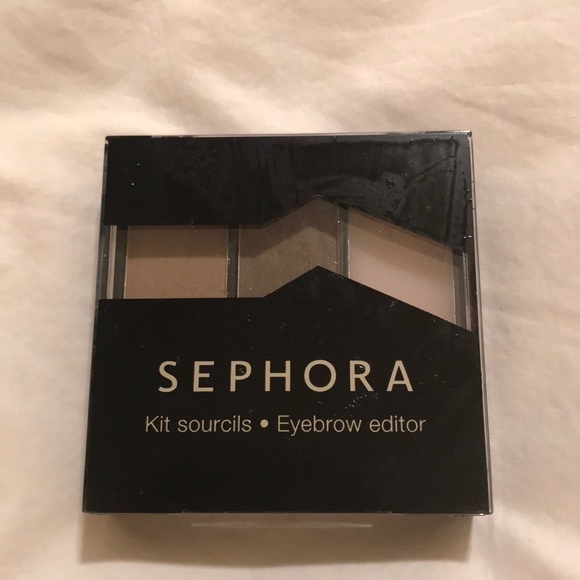 SEPHORA
Kit sourcils • Eyebrow editor